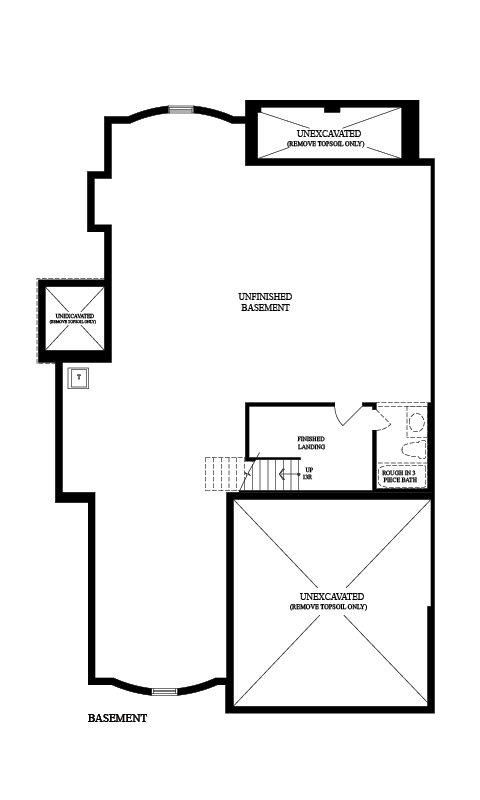 UNEXCAVATED
(REMOVE TOPSOIL ONLY)
UNFINISHED
BASEMENT
UNEXCAVATED
(REMOVE TOPSOIL ONLY)
T
FINISHED
LANDING
UP
13R
ROUGH IN 3
PIECE BATH
UNEXCAVATED
(REMOVE TOPSOIL ONLY)
BASEMENT